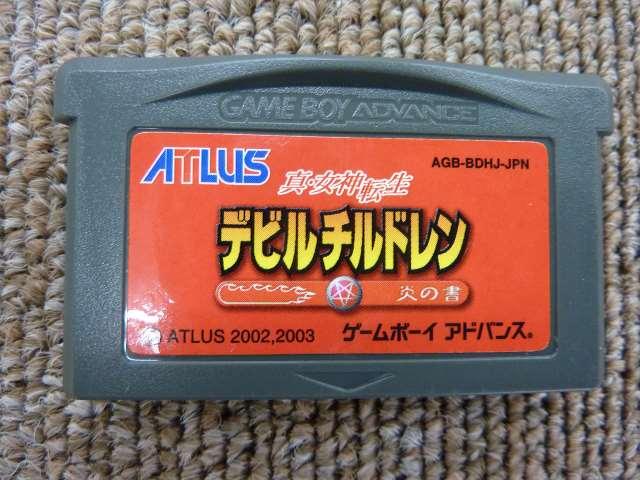 GAME BOY ADVANCE
ATLUS
AGB-BDHJ-JPN
真・女神転生
デビルチルドレン
炎の書
ATLUS 2002,2003
ゲームボーイ アドバンス®